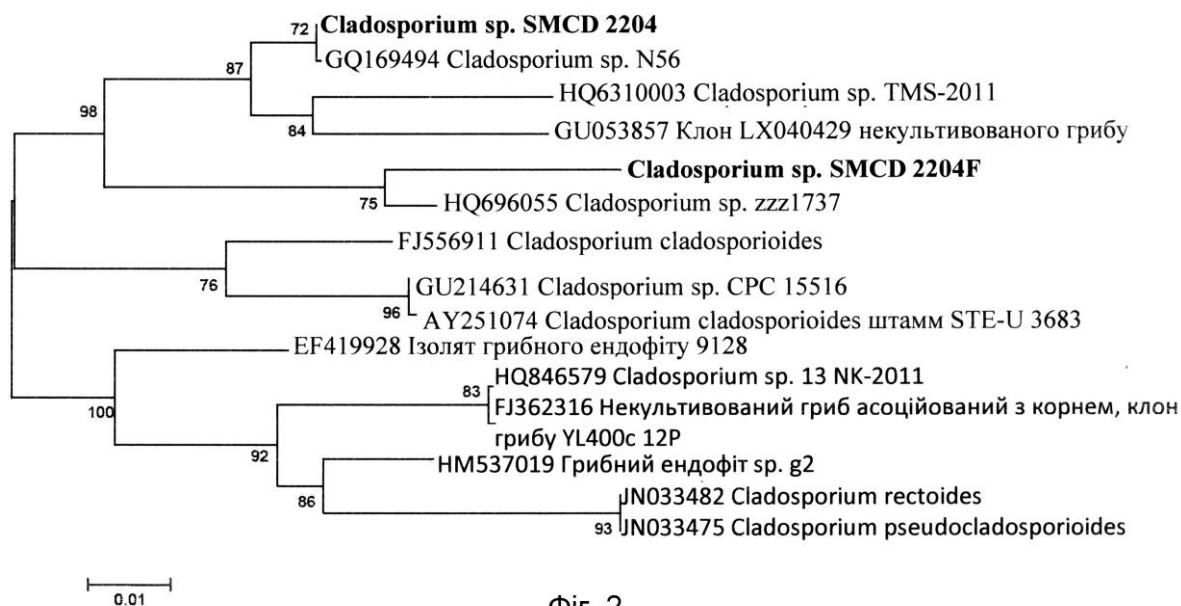 72 Cladosporium sp. SMCD 2204
GQ169494 Cladosporium sp. N56
87
HQ6310003 Cladosporium sp. TMS-2011
98
84
GU053857 Клон LX040429 некультивованого грибу
Cladosporium sp. SMCD 2204F
75
HQ696055 Cladosporium sp. zzz1737
FJ556911 Cladosporium cladosporioides
76
GU214631 Cladosporium sp. CPC 15516
96
AY251074 Cladosporium cladosporioides штамм STE-U 3683
EF419928 Ізолят грибного ендофіту 9128
HQ846579 Cladosporium sp. 13 NK-2011
83
FJ362316 Некультивований гриб асоційований з корнем, клон
грибу YL400c 12P
100
92
HM537019 Грибний ендофіт sp. g2
86
JN033482 Cladosporium rectoides
93 JN033475 Cladosporium pseudocladosporioides
0.01
Фіг. 2